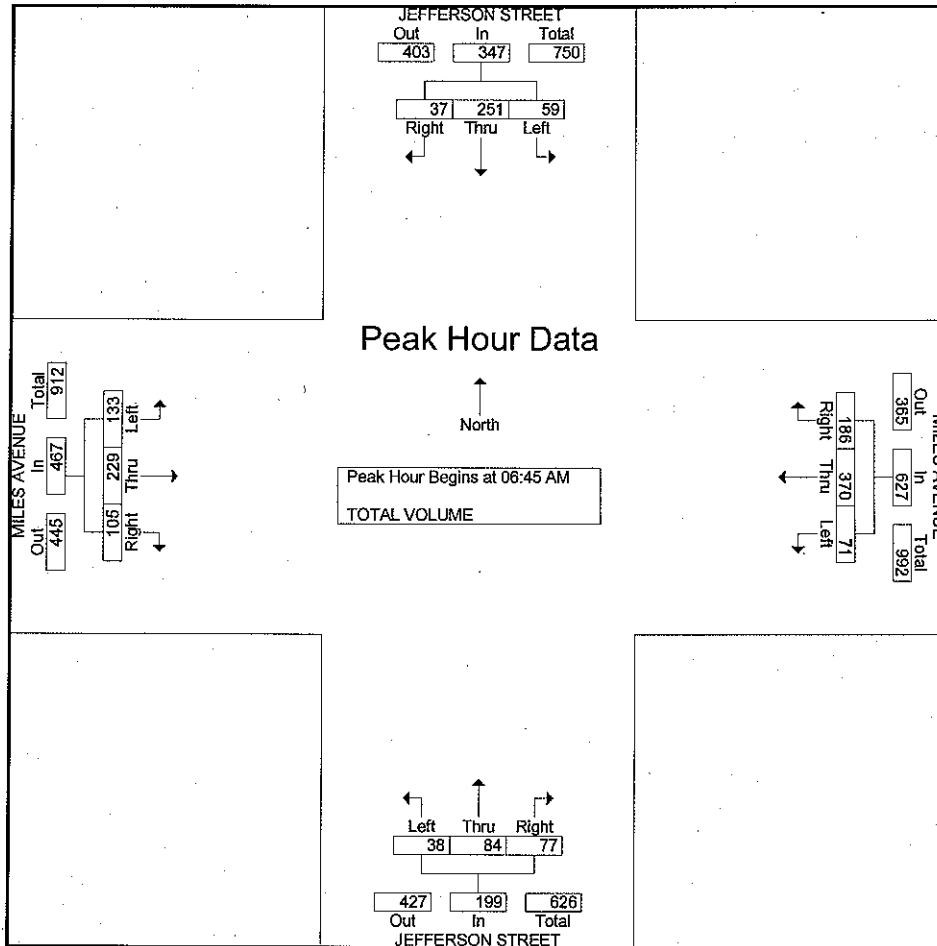 JEFFERSON STREET
Out In Total
403 347 750
37 251 59
Right Thru Left
Peak Hour Data
North
Peak Hour Begins at 06:45 AM
TOTAL VOLUME
MILES AVENUE
Out In Total
445 467 912
133 229 105
Left Thru Right
Out In Total
365 627 992
186 370 71
Right Thru Left
Left Thru Right
38 84 77
427 199 626
Out In Total
JEFFERSON STREET